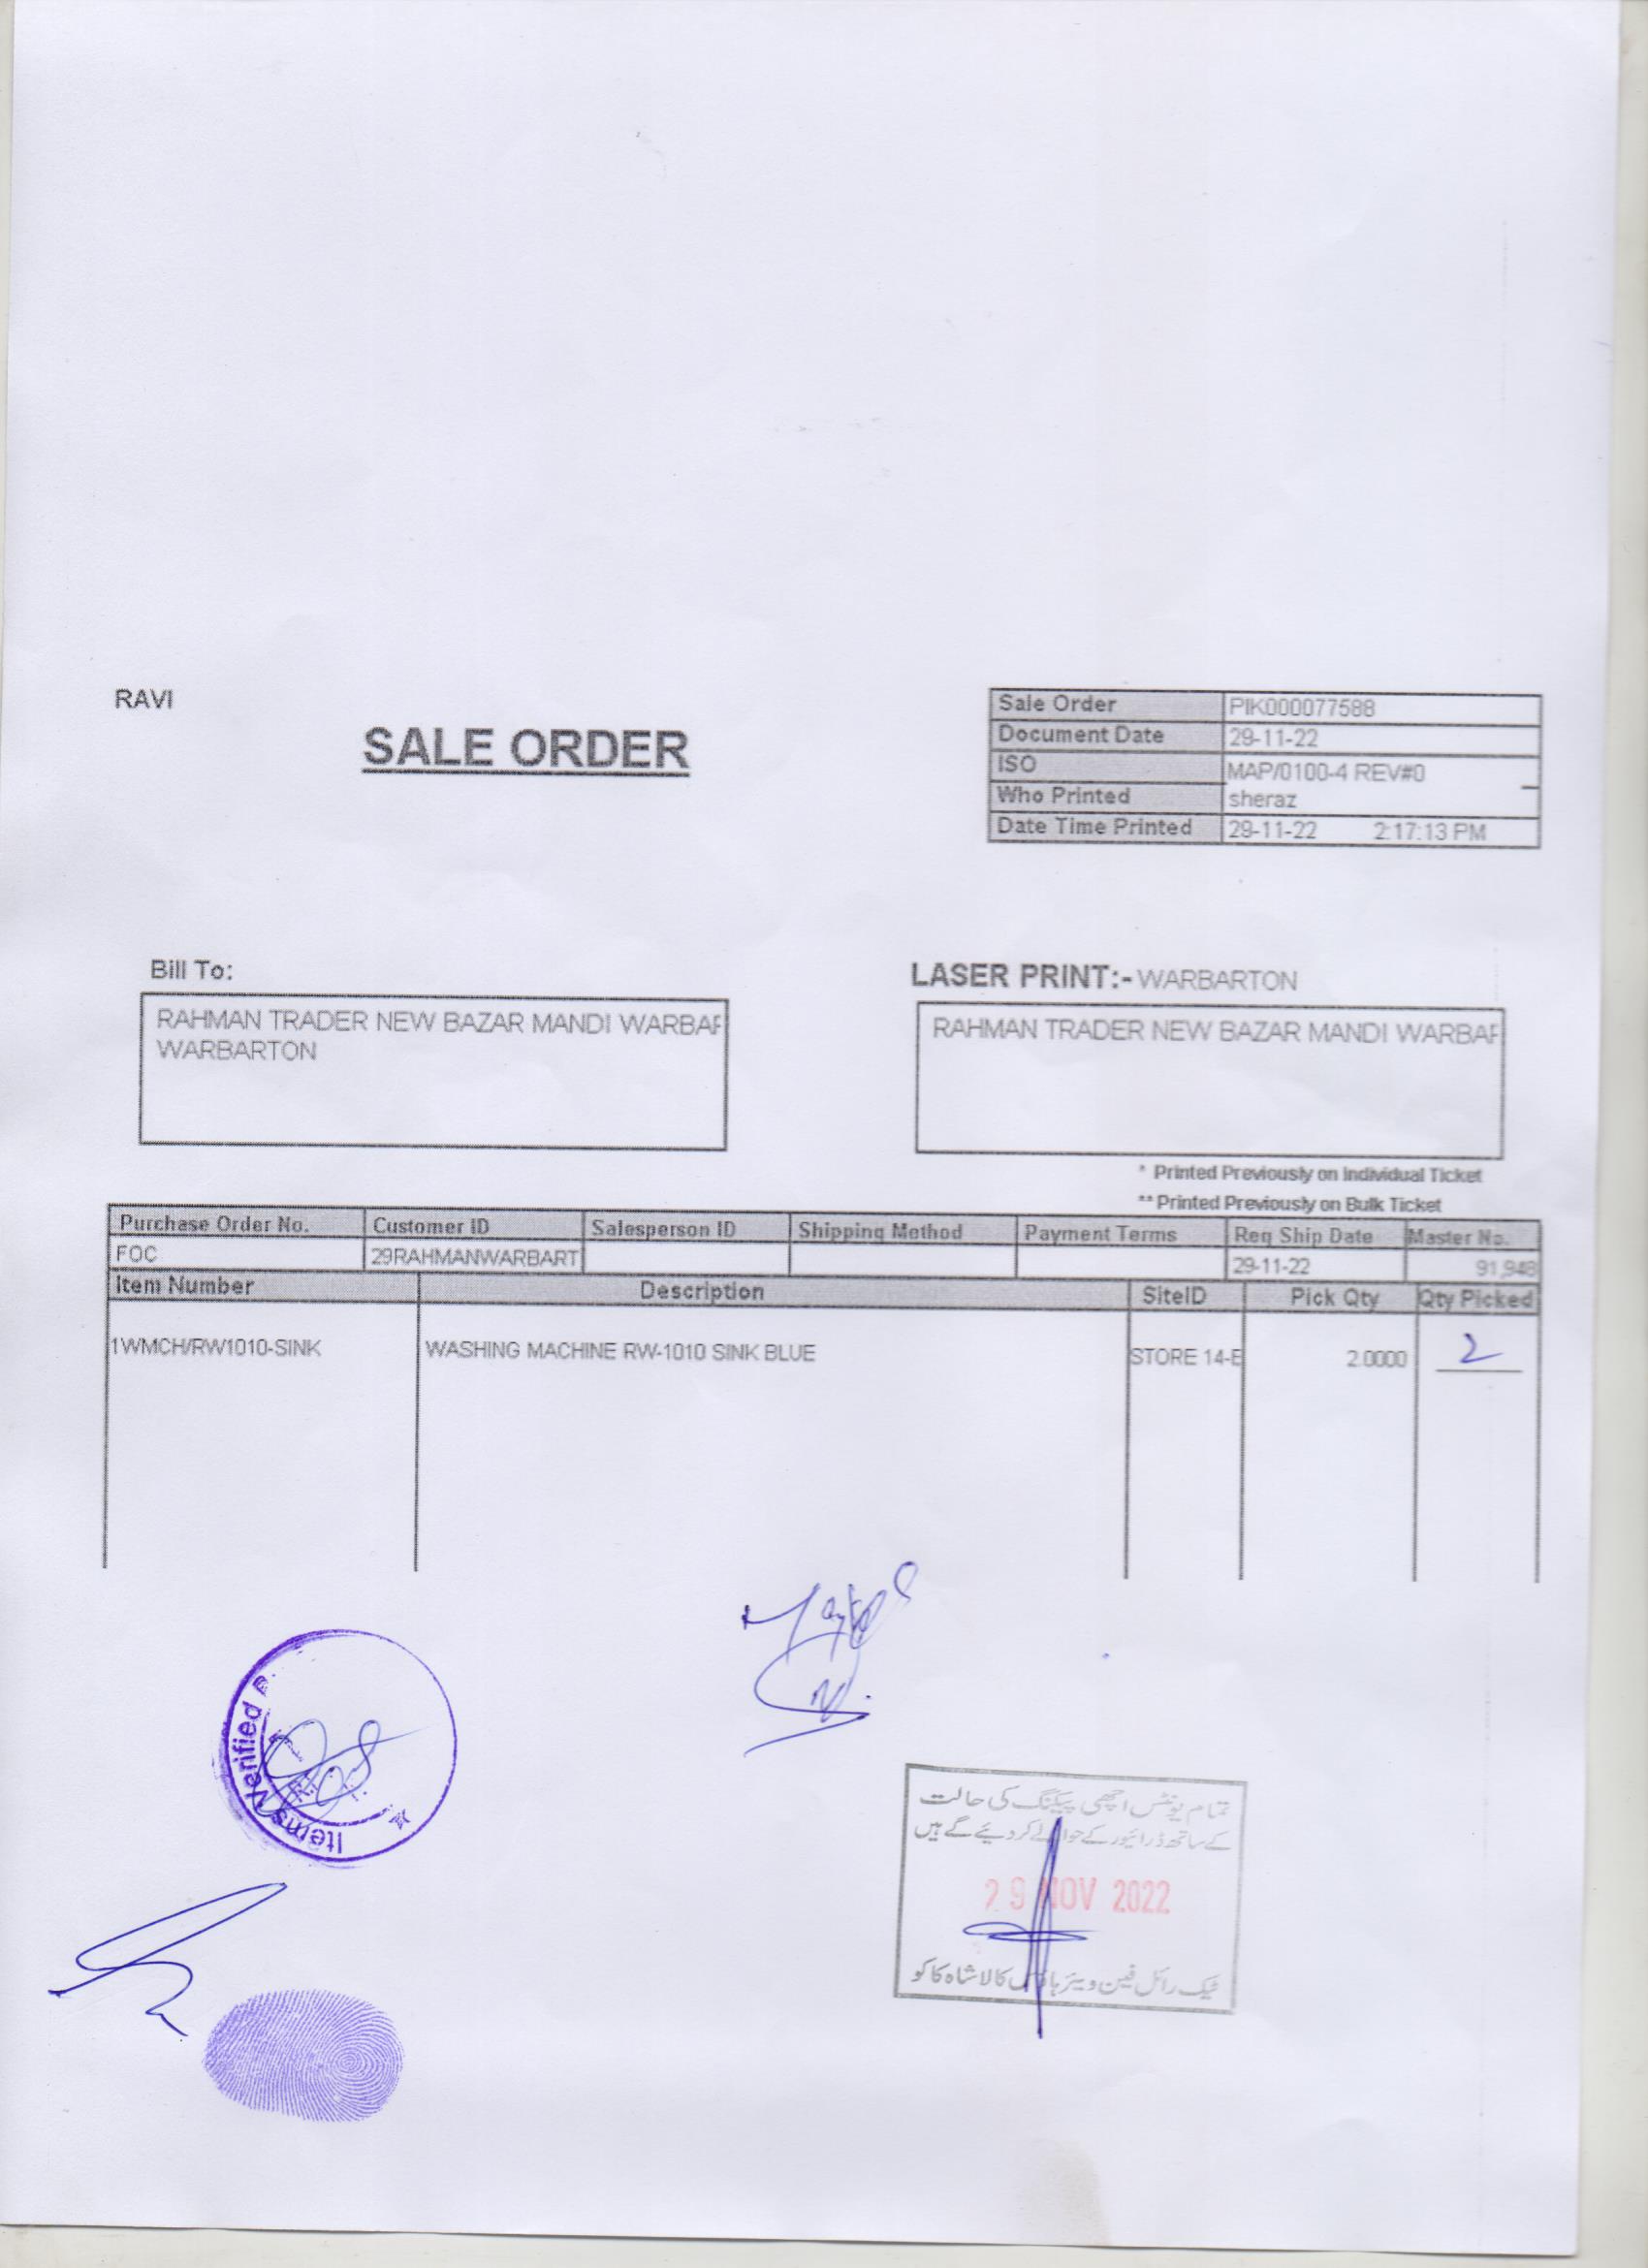 RAVI
SALE ORDER
Sale Order PIK000077588
Document Date 29-11-22
ISO MAP/0100-4 REV#0
Who Printed sheraz
Date Time Printed 29-11-22 2:17:13 PM
Bill To:
RAHMAN TRADER NEW BAZAR MANDI WARBAR
WARBARTON
LASER PRINT:- WARBARTON
RAHMAN TRADER NEW BAZAR MANDI WARBAR
* Printed Previously on Individual Ticket
** Printed Previously on Bulk Ticket
Purchase Order No. Customer ID Salesperson ID Shipping Method Payment Terms Req Ship Date Master No.
FOC 29RAHMANWARBART 29-11-22 91,948
Item Number Description SiteID Pick Qty Qty Picked
1WMCH/RW1010-SINK WASHING MACHINE RW-1010 SINK BLUE STORE 14-E 2.0000 2
Items Verified
تمام یونٹس اچھی پیکنگ کی حالت
کے ساتھ ڈرائیور کے حوالے کر دیئے گے ہیں
29 NOV 2022
ٹیک رائل فین ویئر ہاؤس کالا شاہ کاکو